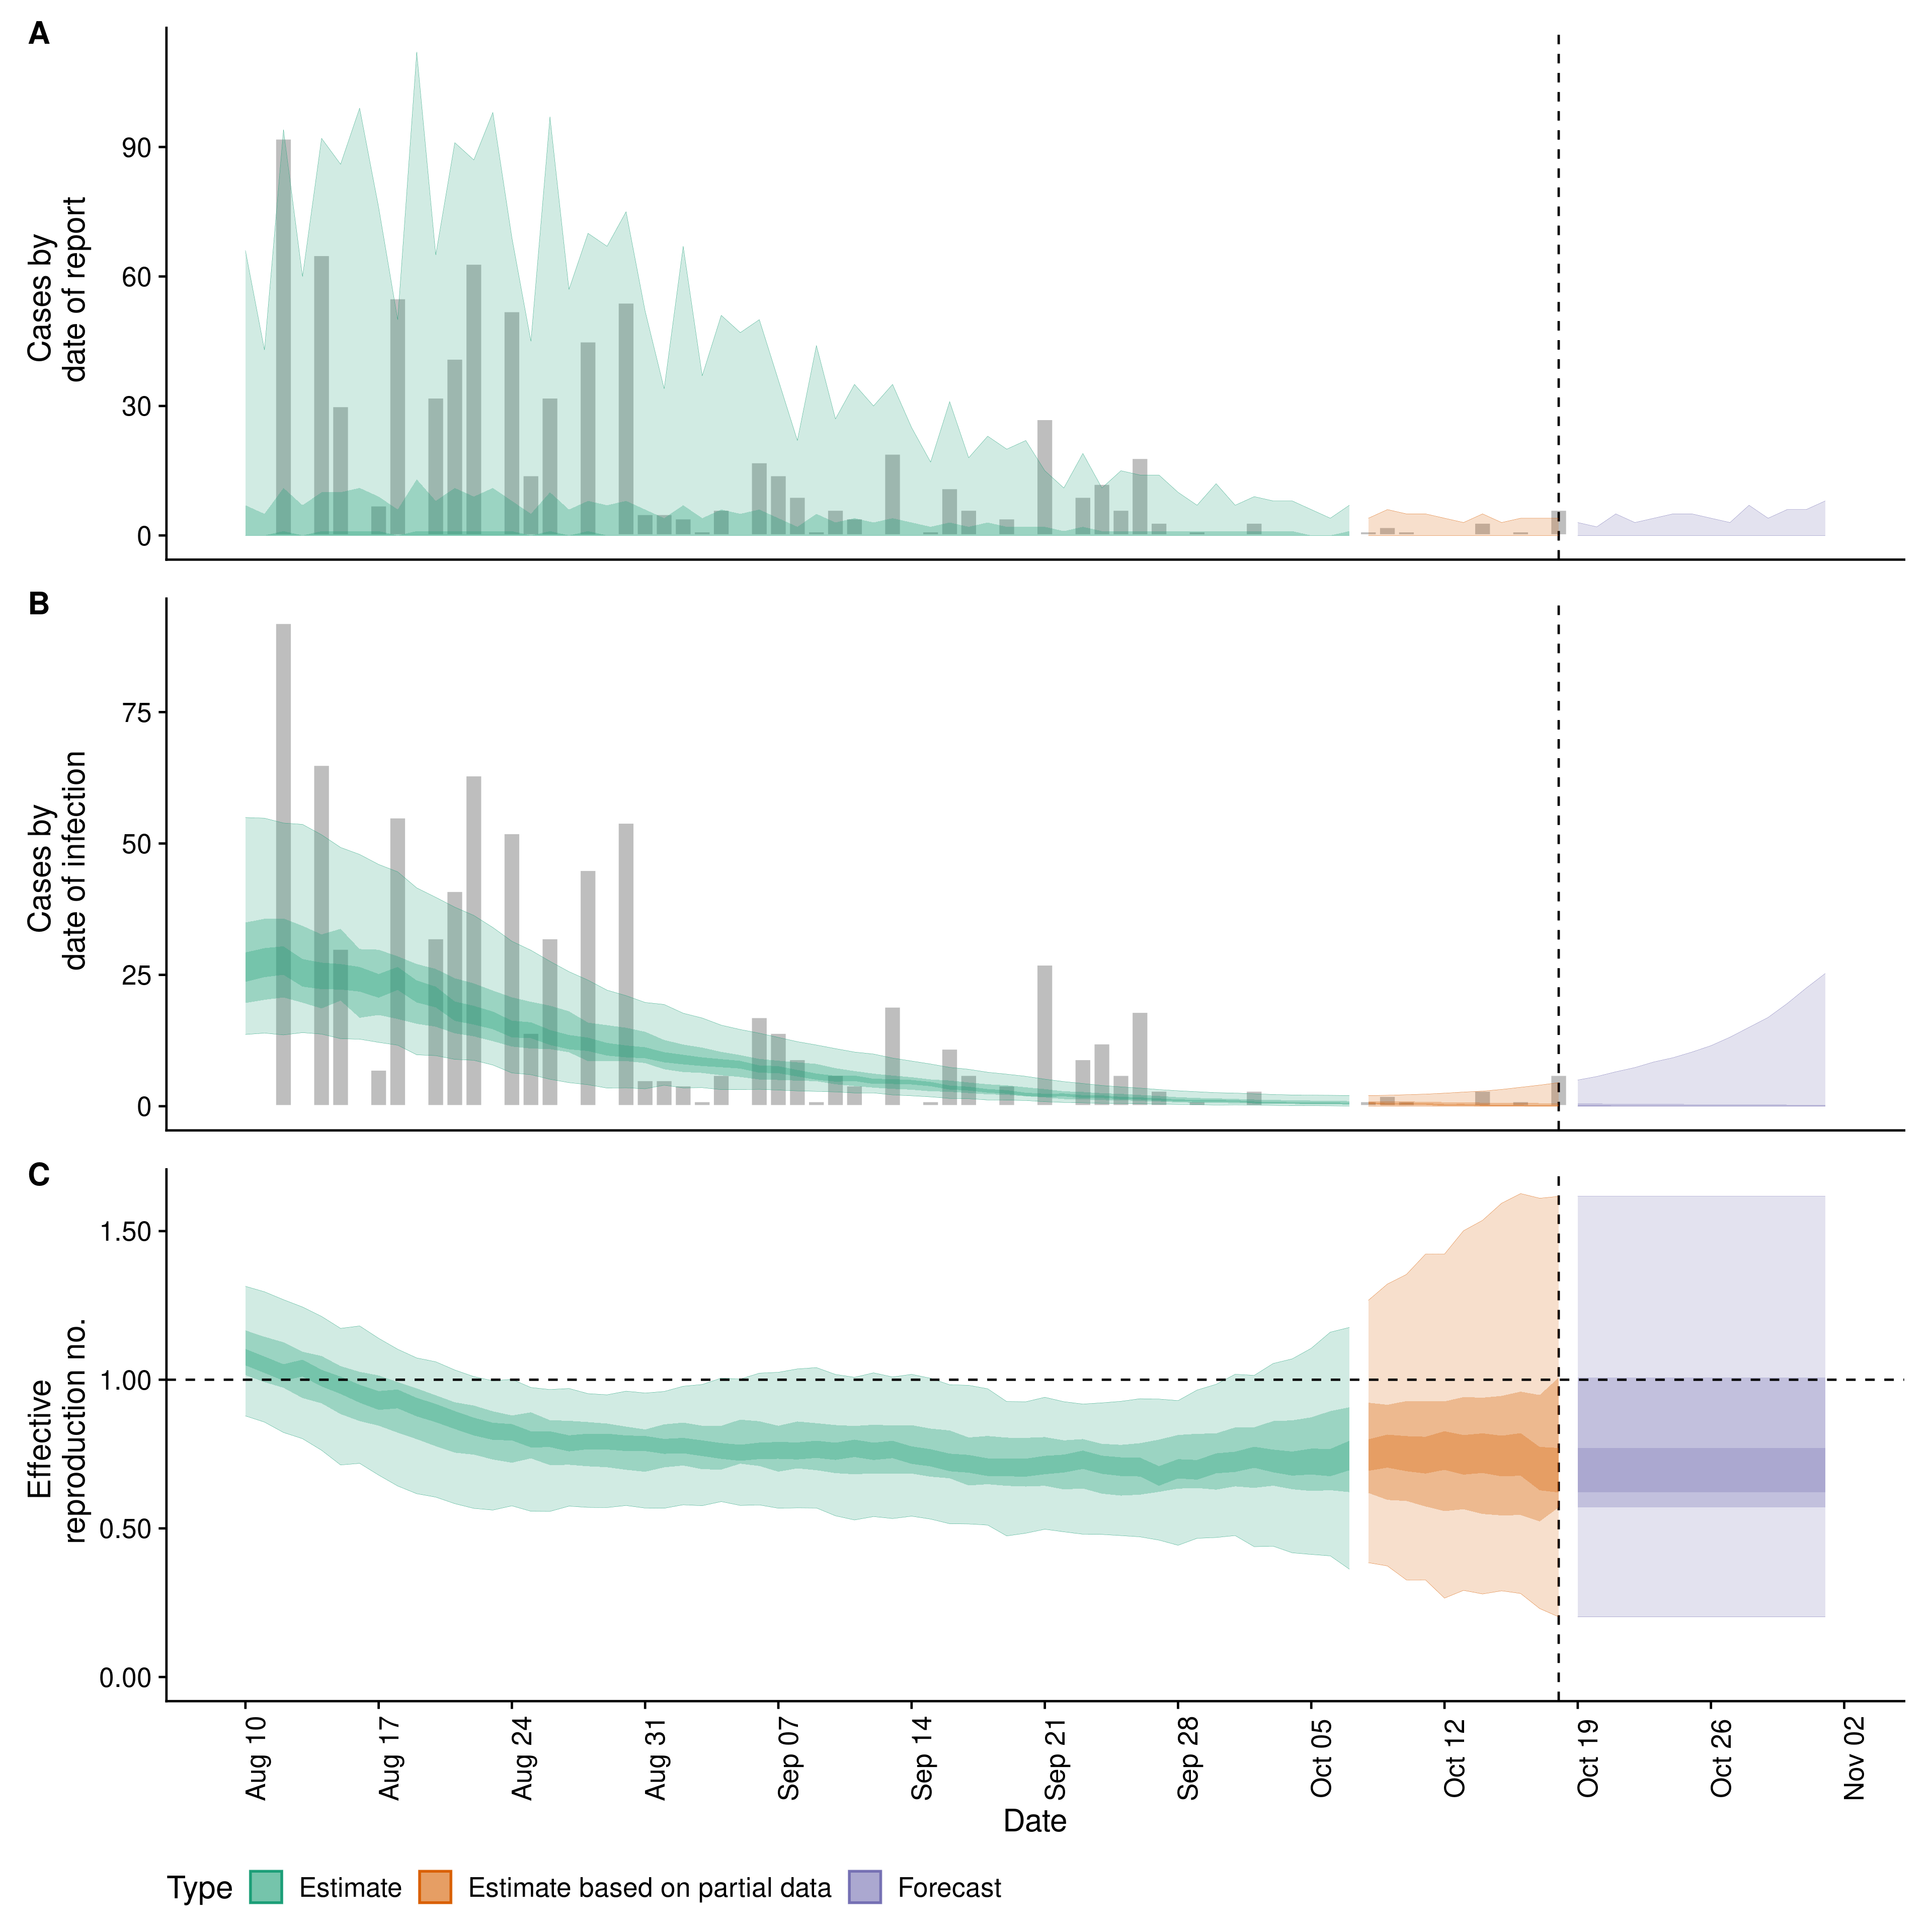 A
Cases by
date of report
90
60
30
0
B
Cases by
date of infection
75
50
25
0
C
Effective
reproduction no.
1.50
1.00
0.50
0.00
Aug 10
Aug 17
Aug 24
Aug 31
Sep 07
Sep 14
Sep 21
Sep 28
Oct 05
Oct 12
Oct 19
Oct 26
Nov 02
Date
Type Estimate Estimate based on partial data Forecast